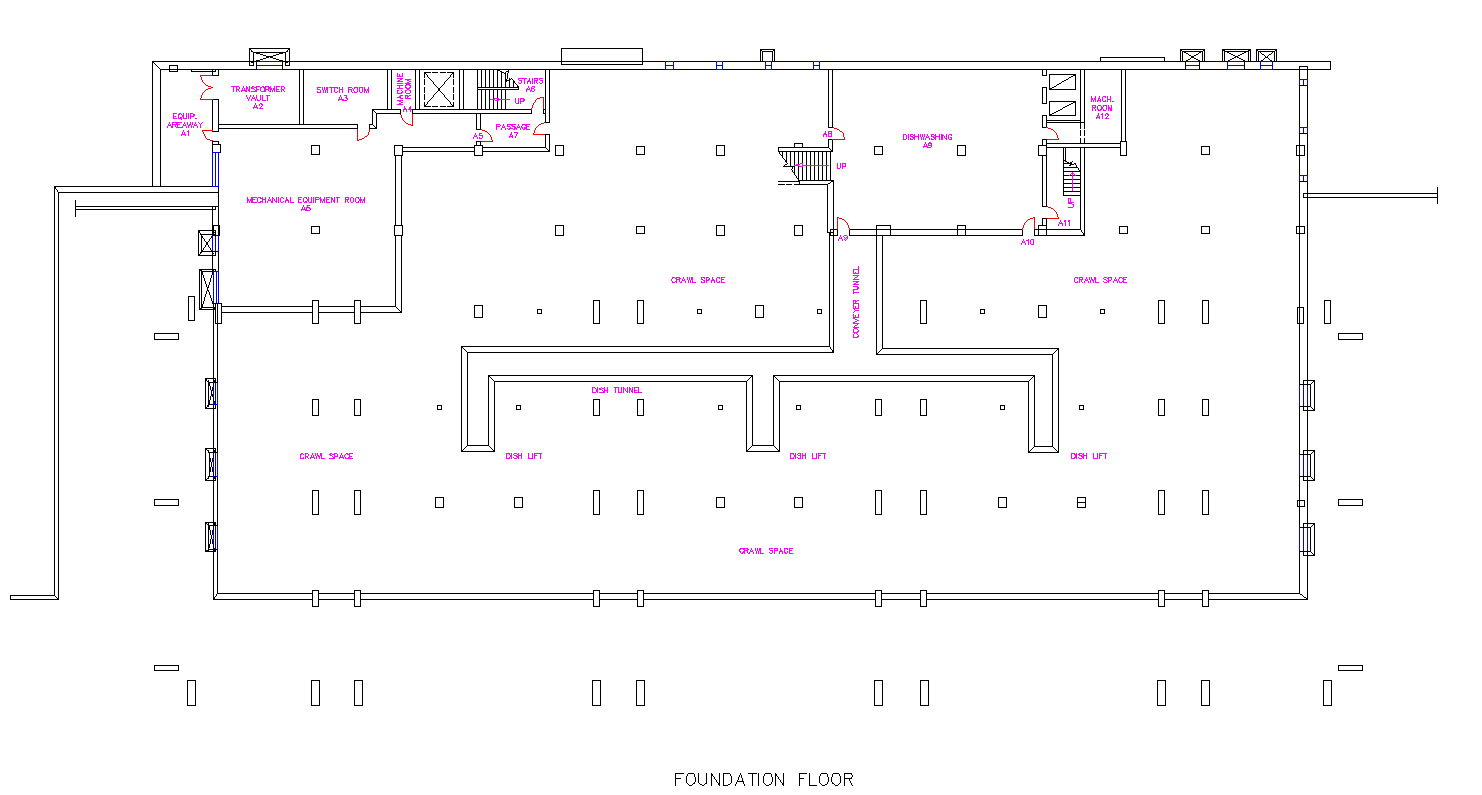 TRANSFORMER
VAULT
A2
SWITCH ROOM
A3
MACHINE
ROOM
A4
STAIRS
A6
UP
EQUIP.
AREAWAY
A1
A5
PASSAGE
A7
A8
DISHWASHING
A9
MACH.
ROOM
A12
UP
UP
MECHANICAL EQUIPMENT ROOM
A5
A9
A10
A11
CRAWL SPACE
CONVEYER TUNNEL
CRAWL SPACE
DISH TUNNEL
CRAWL SPACE
DISH LIFT
DISH LIFT
DISH LIFT
CRAWL SPACE
FOUNDATION FLOOR